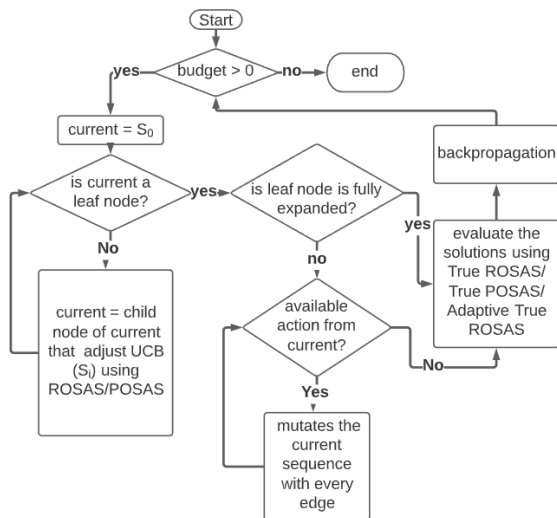 Start
budget > 0
yes
no
end
current = S₀
is current a
leaf node?
yes
is leaf node is fully
expanded?
yes
backpropagation
No
no
evaluate the
solutions using
True ROSAS/
True POSAS/
Adaptive True
ROSAS
current = child
node of current
that adjust UCB
(Sᵢ) using
ROSAS/POSAS
available
action from
current?
No
Yes
mutates the
current
sequence
with every
edge